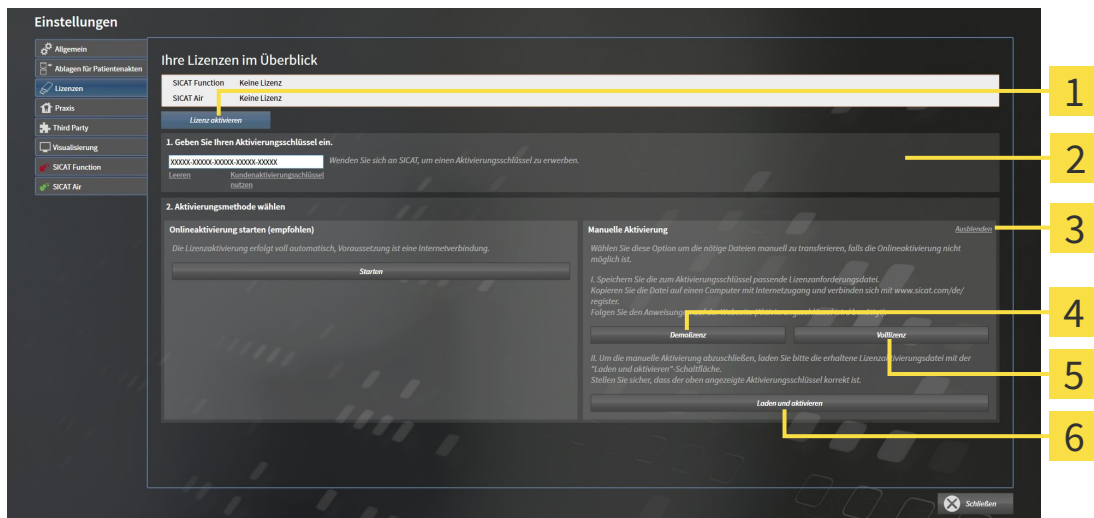 Einstellungen
Allgemein
Ablagen für Patientenakten
Lizenzen
Praxis
Third Party
Visualisierung
SICAT Function
SICAT Air
Ihre Lizenzen im Überblick
SICAT Function Keine Lizenz
SICAT Air Keine Lizenz
Lizenz aktivieren
1. Geben Sie Ihren Aktivierungsschlüssel ein.
XXXXX-XXXXX-XXXXX-XXXXX-XXXXX
Wenden Sie sich an SICAT, um einen Aktivierungsschlüssel zu erwerben.
Leeren
Kundenaktivierungsschlüssel
nutzen
2. Aktivierungsmethode wählen
Onlineaktivierung starten (empfohlen)
Die Lizenzaktivierung erfolgt voll automatisch, Voraussetzung ist eine Internetverbindung.
Starten
Manuelle Aktivierung
Ausblenden
Wählen Sie diese Option um die nötige Dateien manuell zu transferieren, falls die Onlineaktivierung nicht
möglich ist.
I. Speichern Sie die zum Aktivierungsschlüssel passende Lizenzanforderungsdatei.
Kopieren Sie die Datei auf einen Computer mit Internetzugang und verbinden sich mit www.sicat.com/de/
register.
Folgen Sie den Anweisungen auf der Webseite
Demolizenz
Volllizenz
II. Um die manuelle Aktivierung abzuschließen, laden Sie bitte die erhaltene Lizenzaktivierungsdatei mit der
"Laden und aktivieren"-Schaltfläche.
Stellen Sie sicher, dass der oben angezeigte Aktivierungsschlüssel korrekt ist.
Laden und aktivieren
Schließen
1
2
3
4
5
6